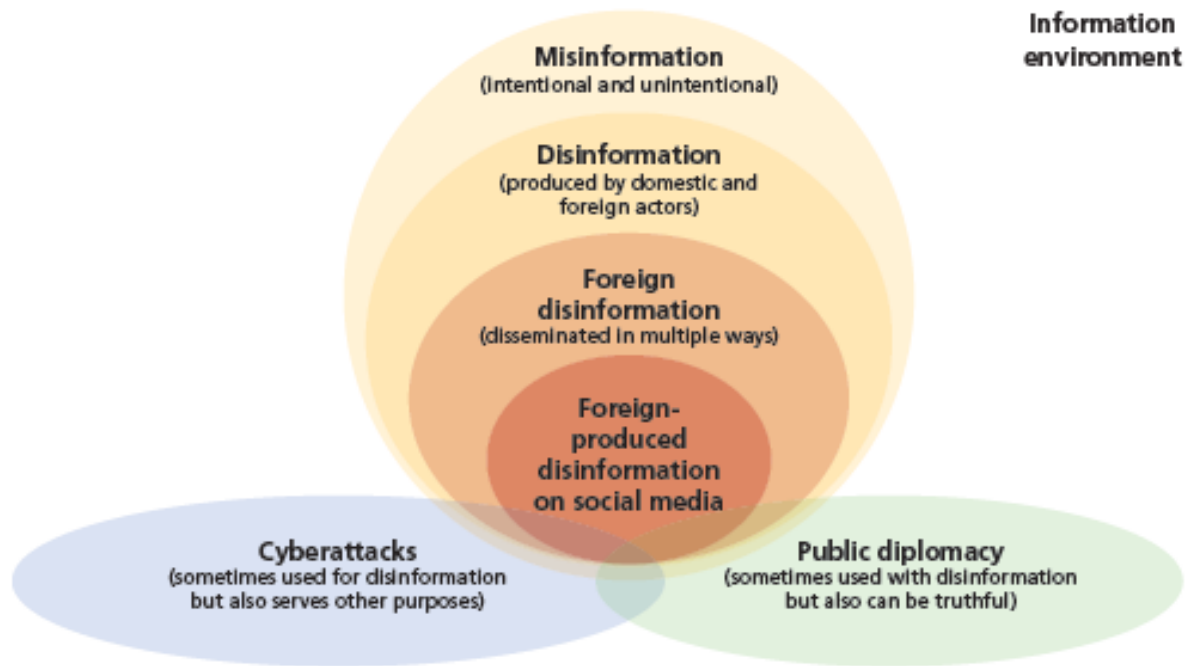 Information
environment
Misinformation
(intentional and unintentional)
Disinformation
(produced by domestic and
foreign actors)
Foreign
disinformation
(disseminated in multiple ways)
Foreign-
produced
disinformation
on social media
Cyberattacks
(sometimes used for disinformation
but also serves other purposes)
Public diplomacy
(sometimes used with disinformation
but also can be truthful)